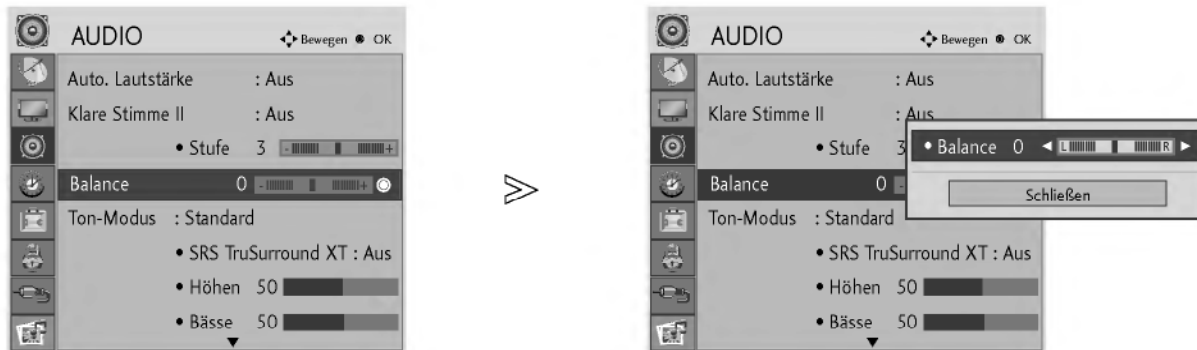 AUDIO Bewegen OK
Auto. Lautstärke : Aus
Klare Stimme II : Aus
• Stufe 3 - +
Balance 0 - +
Ton-Modus : Standard
• SRS TruSurround XT : Aus
• Höhen 50
• Bässe 50
AUDIO Bewegen OK
Auto. Lautstärke : Aus
Klare Stimme II : Aus
• Stufe 3
Balance 0 -
Ton-Modus : Standard
• SRS TruSurround XT : Aus
• Höhen 50
• Bässe 50
• Balance 0 ◄ L R ►
Schließen